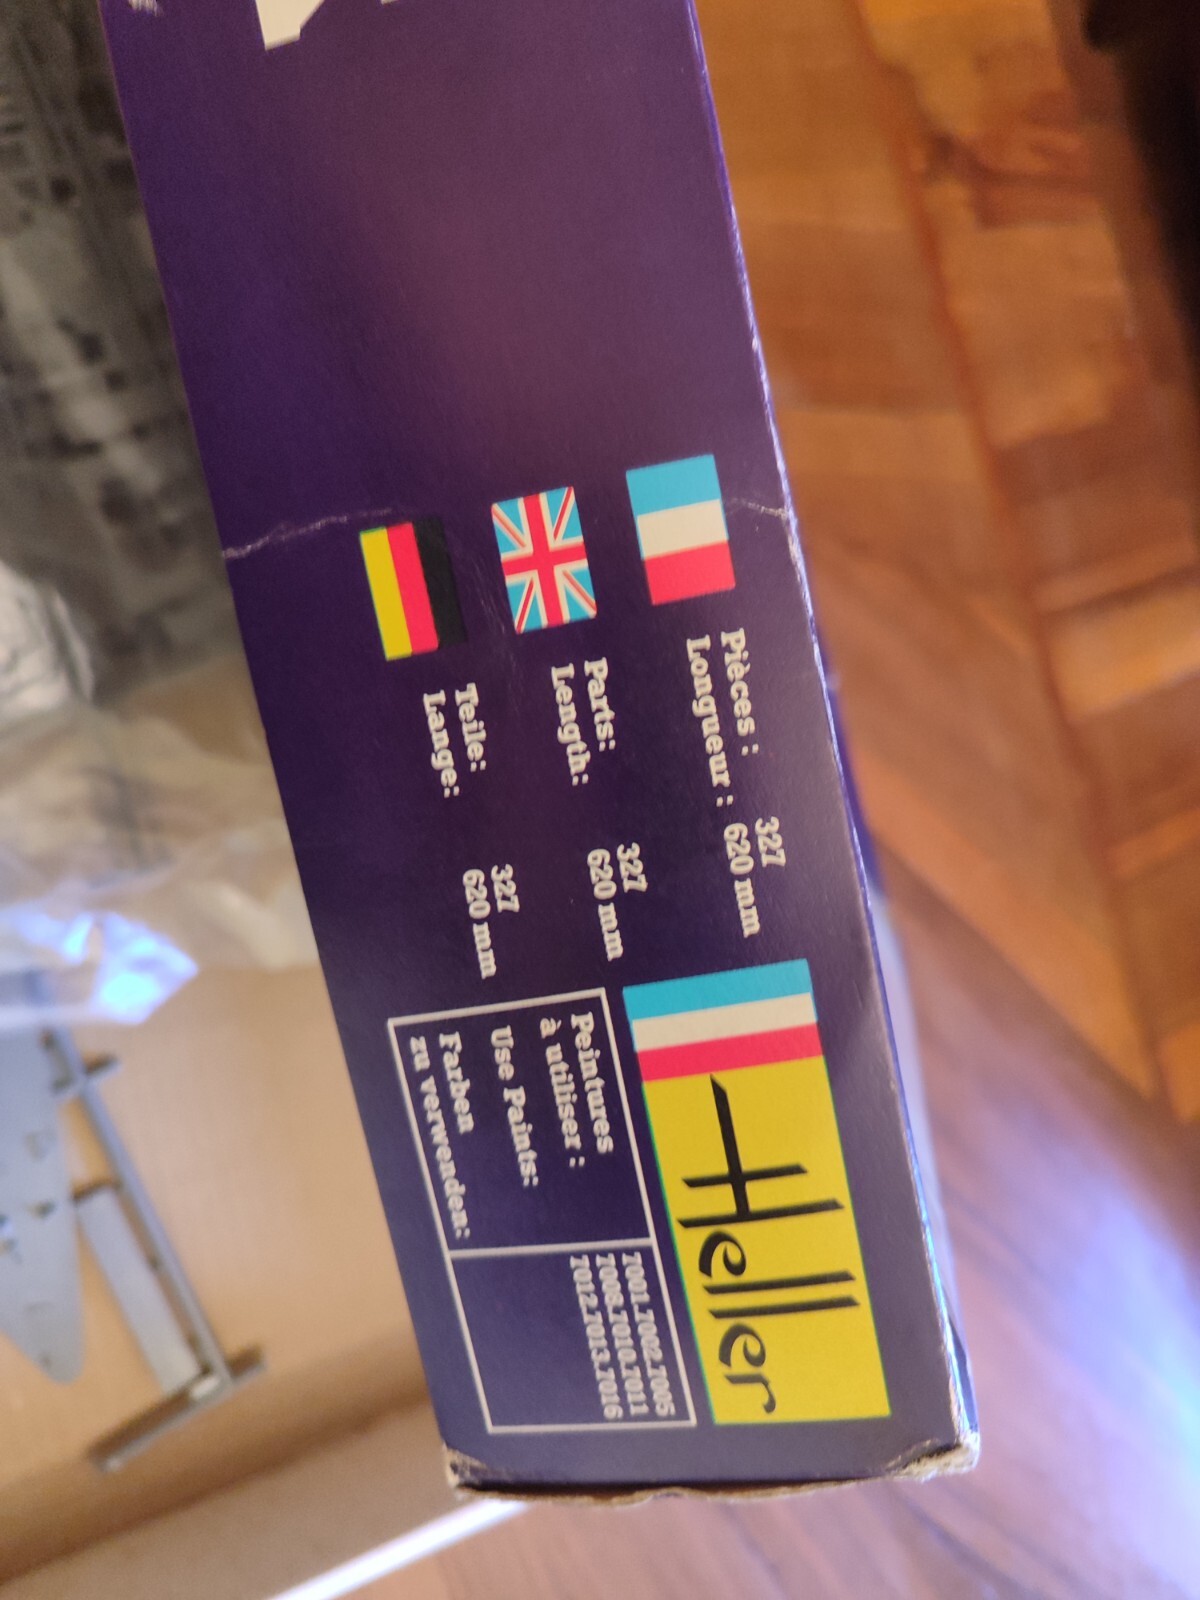 Pièces : 327
Longueur : 620 mm
Parts: 327
Length: 620 mm
Teile: 327
Lange: 620 mm
Heller
Peintures
à utiliser :
Use Paints:
Farben
zu verwenden:
7001.7002.7005
7008.7010.7011
7012.7013.7016